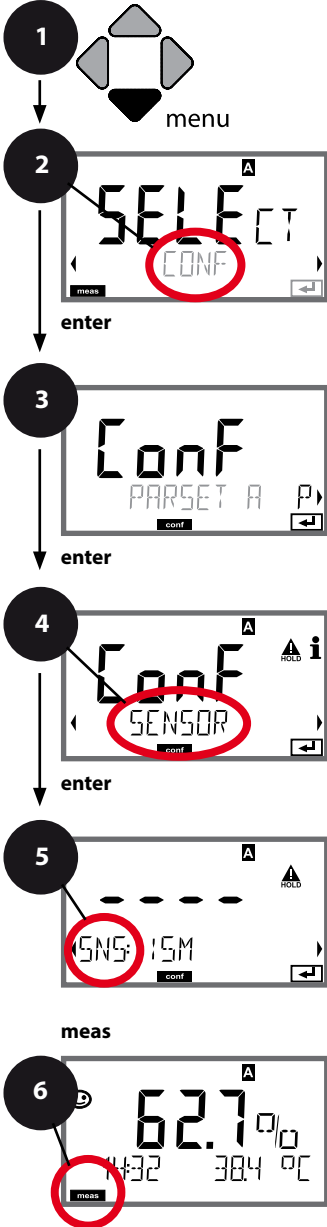 1
menu
2
A
SELECT
CONF
meas
enter
3
ConF
PARSET A P
conf
enter
4
A
ConF
HOLD
i
SENSOR
conf
enter
5
A
HOLD
----
SNS: ISM
conf
meas
6
A
62.7%
14:32 38.4 °C
meas